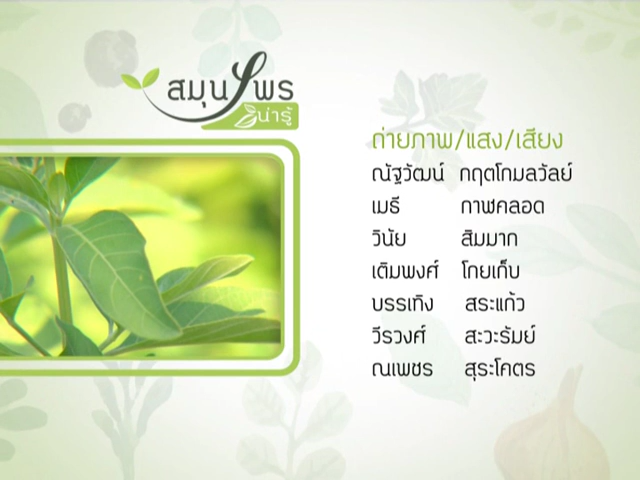 สมุนไพร
น่ารู้
ถ่ายภาพ/แสง/เสียง
ณัฐวัฒน์ กฤตโกมลวัลย์
เมธี กาฬคลอด
วินัย สิมมาก
เติมพงศ์ โกยเก็บ
บรรเทิง สระแก้ว
วีรวงศ์ สะวะรัมย์
ณเพชร สุระโคตร